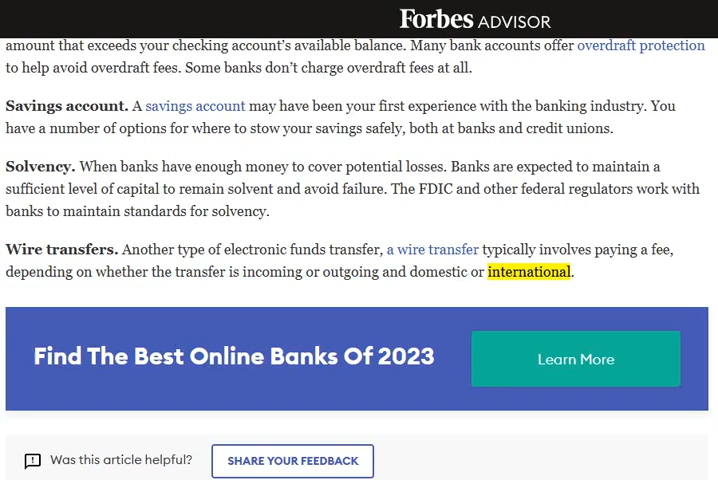 Forbes ADVISOR
amount that exceeds your checking account’s available balance. Many bank accounts offer overdraft protection
to help avoid overdraft fees. Some banks don’t charge overdraft fees at all.
Savings account. A savings account may have been your first experience with the banking industry. You
have a number of options for where to stow your savings safely, both at banks and credit unions.
Solvency. When banks have enough money to cover potential losses. Banks are expected to maintain a
sufficient level of capital to remain solvent and avoid failure. The FDIC and other federal regulators work with
banks to maintain standards for solvency.
Wire transfers. Another type of electronic funds transfer, a wire transfer typically involves paying a fee,
depending on whether the transfer is incoming or outgoing and domestic or international.
Find The Best Online Banks Of 2023
Learn More
Was this article helpful?
SHARE YOUR FEEDBACK